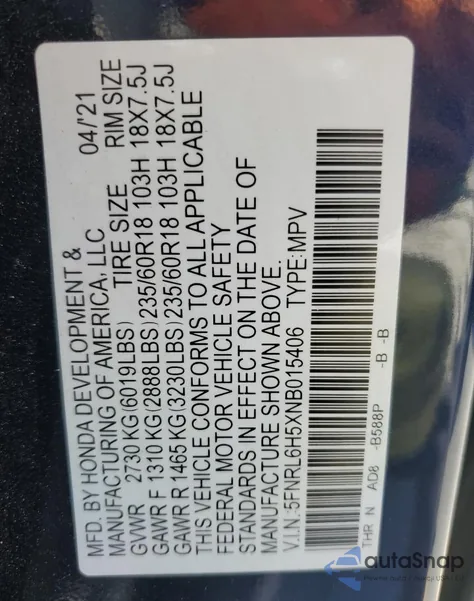 MFD. BY HONDA DEVELOPMENT &
MANUFACTURING OF AMERICA, LLC 04/'21
GVWR 2730 KG (6019LBS) TIRE SIZE RIM SIZE
GAWR F 1310 KG (2888LBS) 235/60R18 103H 18X7.5J
GAWR R 1465 KG (3230LBS) 235/60R18 103H 18X7.5J
THIS VEHICLE CONFORMS TO ALL APPLICABLE
FEDERAL MOTOR VEHICLE SAFETY
STANDARDS IN EFFECT ON THE DATE OF
MANUFACTURE SHOWN ABOVE.
V.I.N.:5FNRL6H5XNB015406 TYPE:MPV
THR N AD8 -B588P -B -B
autoSnap